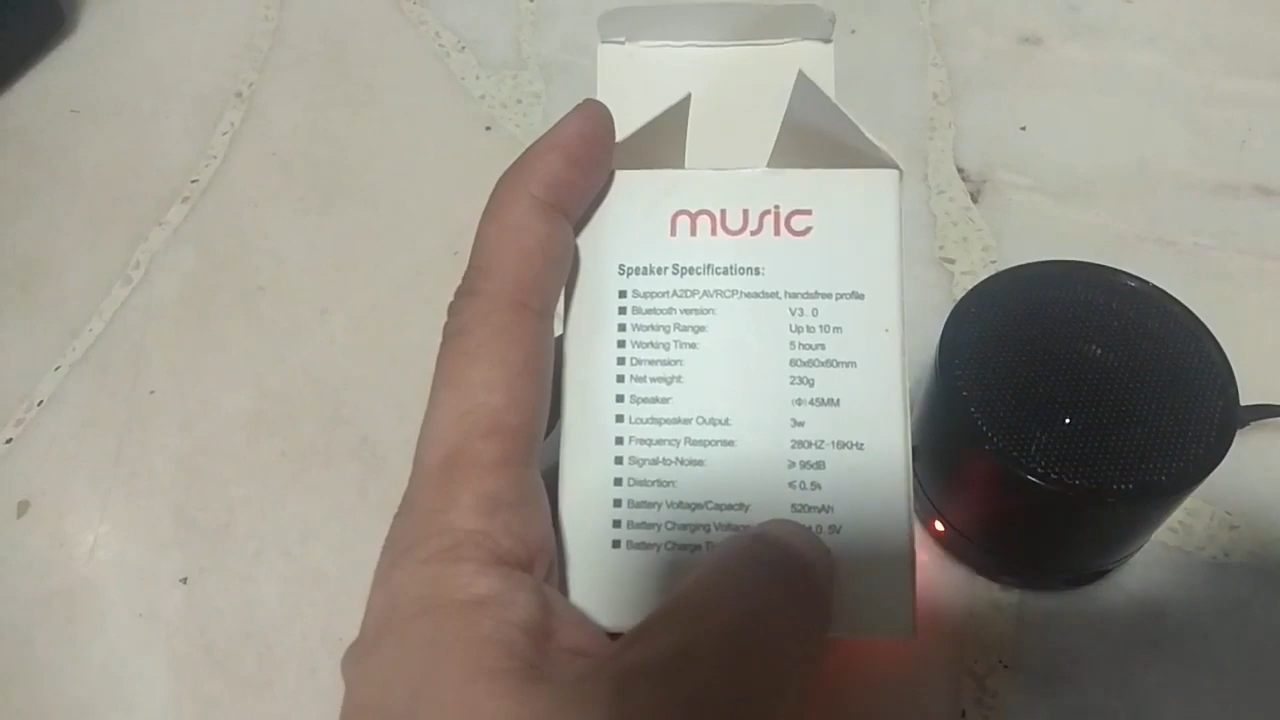 music
Speaker Specifications:
Support A2DP,AVRCP,headset, handsfree profile
Bluetooth version: V3. 0
Working Range: Up to 10 m
Working Time: 5 hours
Dimension: 60x60x60mm
Net weight: 230g
Speaker: (Φ) 45MM
Loudspeaker Output: 3w
Frequency Response: 280HZ-16KHz
Signal-to-Noise: ≥ 95dB
Distortion: ≤ 0.5%
Battery Voltage/Capacity: 520mAH
Battery Charging Voltage 0. 5V
Battery Charge